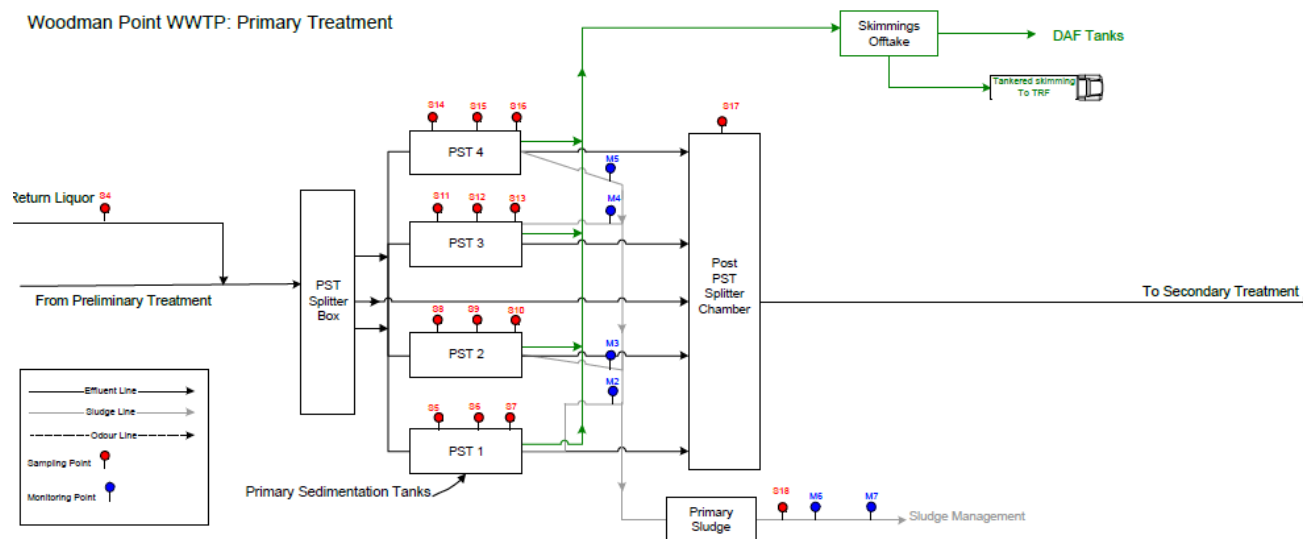 Woodman Point WWTP: Primary Treatment
Skimmings
Offtake
DAF Tanks
Tankered skimming
To TRF
S14
S15
S16
S17
PST 4
M5
Return Liquor
S4
S11
S12
S13
M4
PST 3
PST
Splitter
Box
Post
PST
Splitter
Chamber
From Preliminary Treatment
To Secondary Treatment
S8
S9
S10
M3
PST 2
M2
S5
S6
S7
PST 1
Primary Sedimentation Tanks
Effluent Line
Sludge Line
Odour Line
Sampling Point
Monitoring Point
Primary
Sludge
S18
M6
M7
Sludge Management